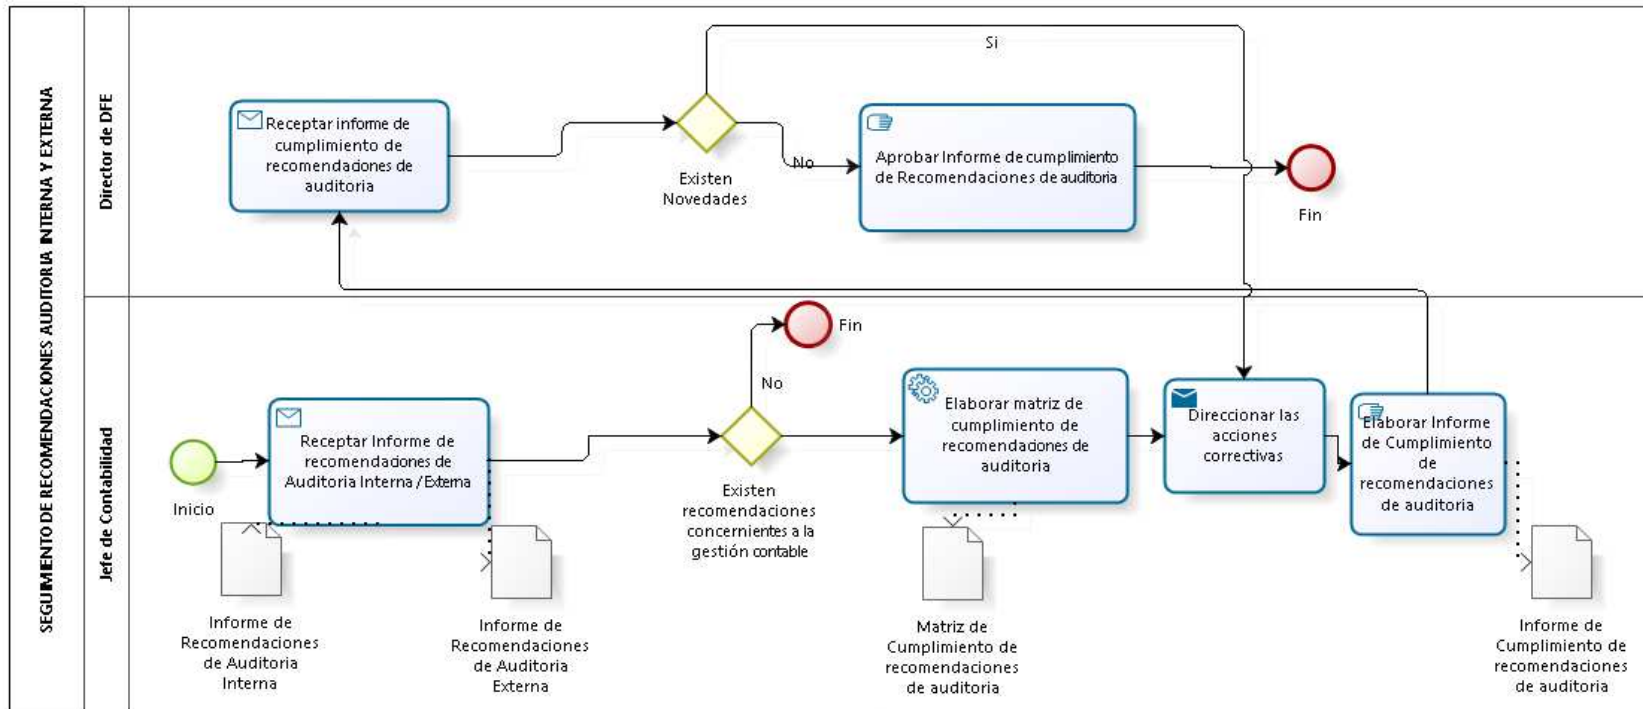 SEGUIMIENTO DE RECOMENDACIONES AUDITORIA INTERNA Y EXTERNA
Director de DFE
Receptar informe de
cumplimiento de
recomendaciones de
auditoria
Existen
Novedades
Si
No
Aprobar Informe de cumplimiento
de Recomendaciones de auditoria
Fin
Jefe de Contabilidad
Inicio
Receptar Informe de
recomendaciones de
Auditoria Interna / Externa
Informe de
Recomendaciones
de Auditoria
Interna
Informe de
Recomendaciones
de Auditoria
Externa
Existen
recomendaciones
concernientes a la
gestión contable
No
Fin
Elaborar matriz de
cumplimiento de
recomendaciones de
auditoria
Matriz de
Cumplimiento de
recomendaciones
de auditoria
Direccionar las
acciones
correctivas
Elaborar Informe
de Cumplimiento
de
recomendaciones
de auditoria
Informe de
Cumplimiento de
recomendaciones
de auditoria